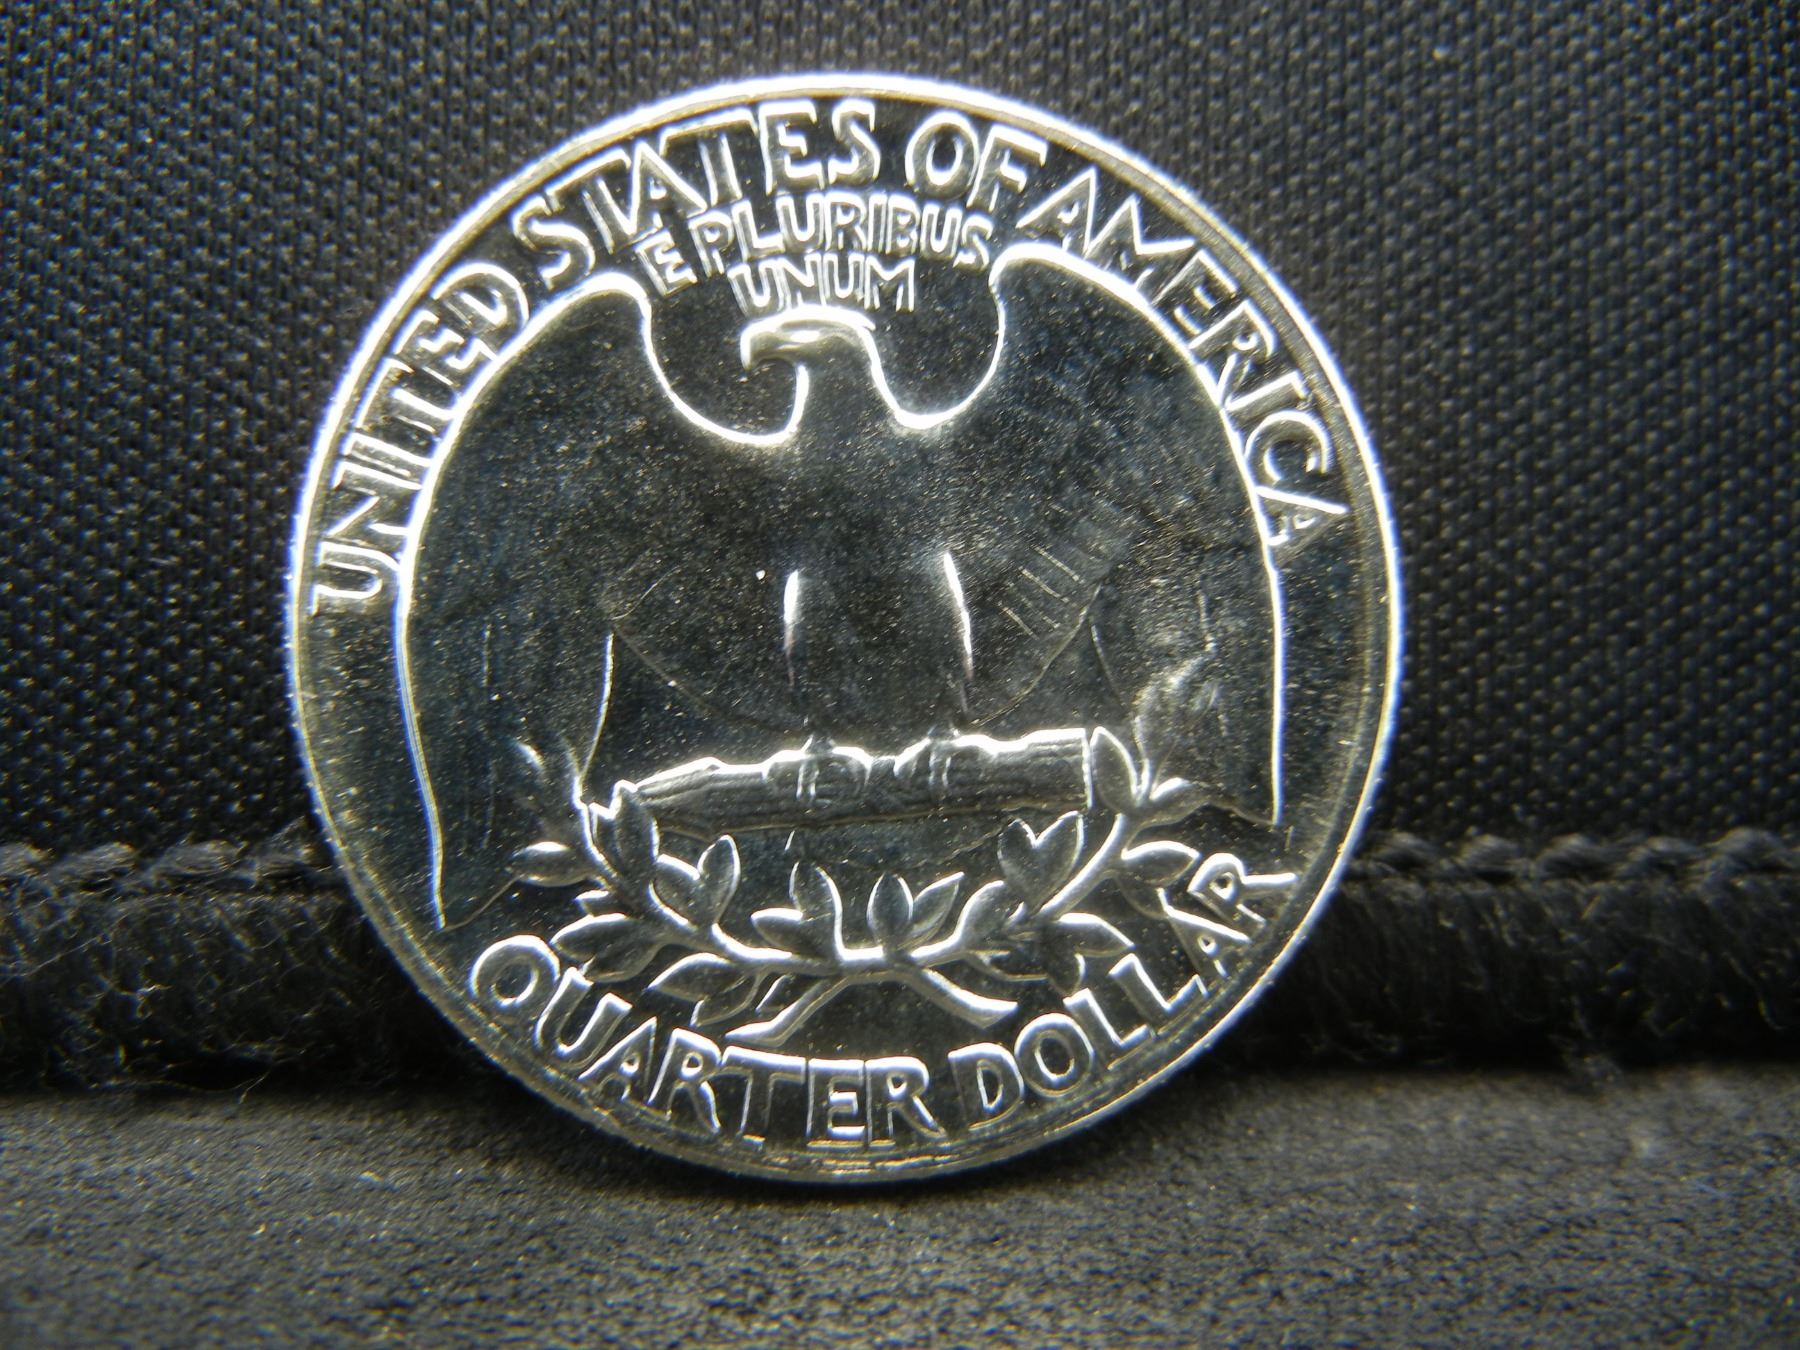 UNITED STATES OF AMERICA
E PLURIBUS
UNUM
QUARTER DOLLAR